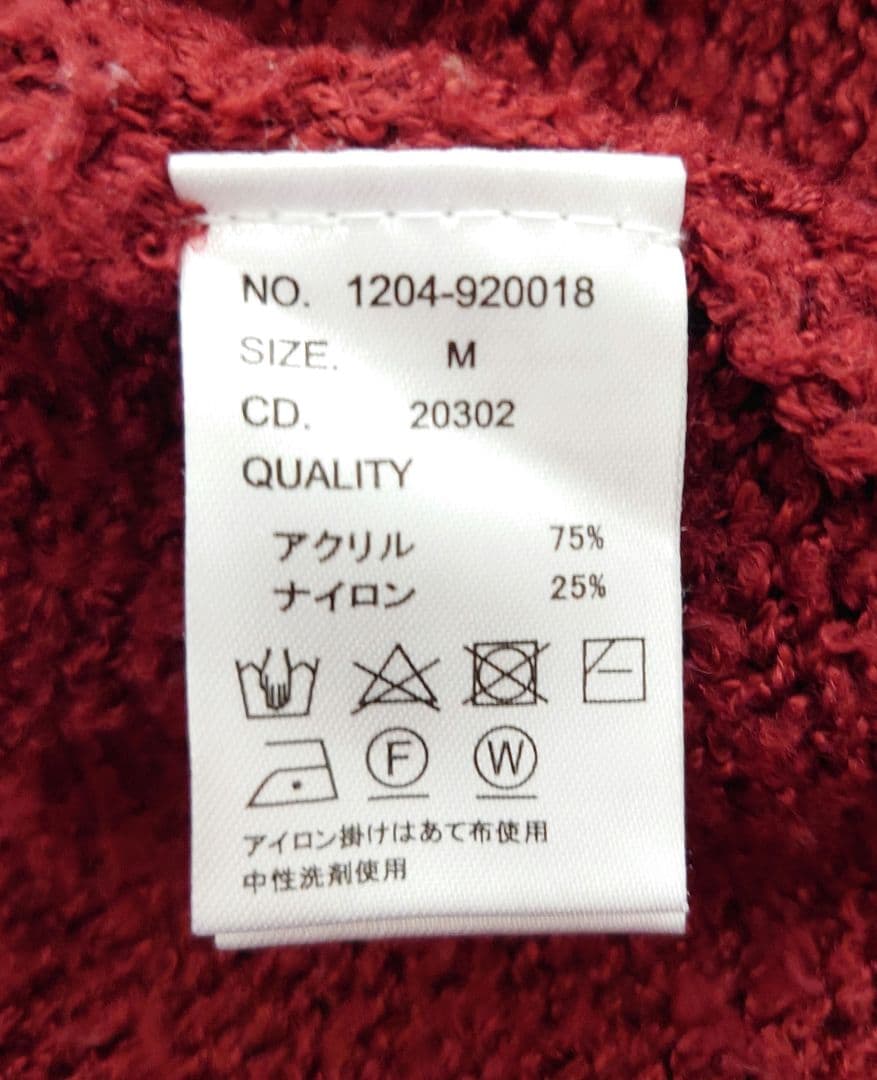 NO. 1204-920018
SIZE. M
CD. 20302
QUALITY
アクリル 75%
ナイロン 25%
F W
アイロン掛けはあて布使用
中性洗剤使用